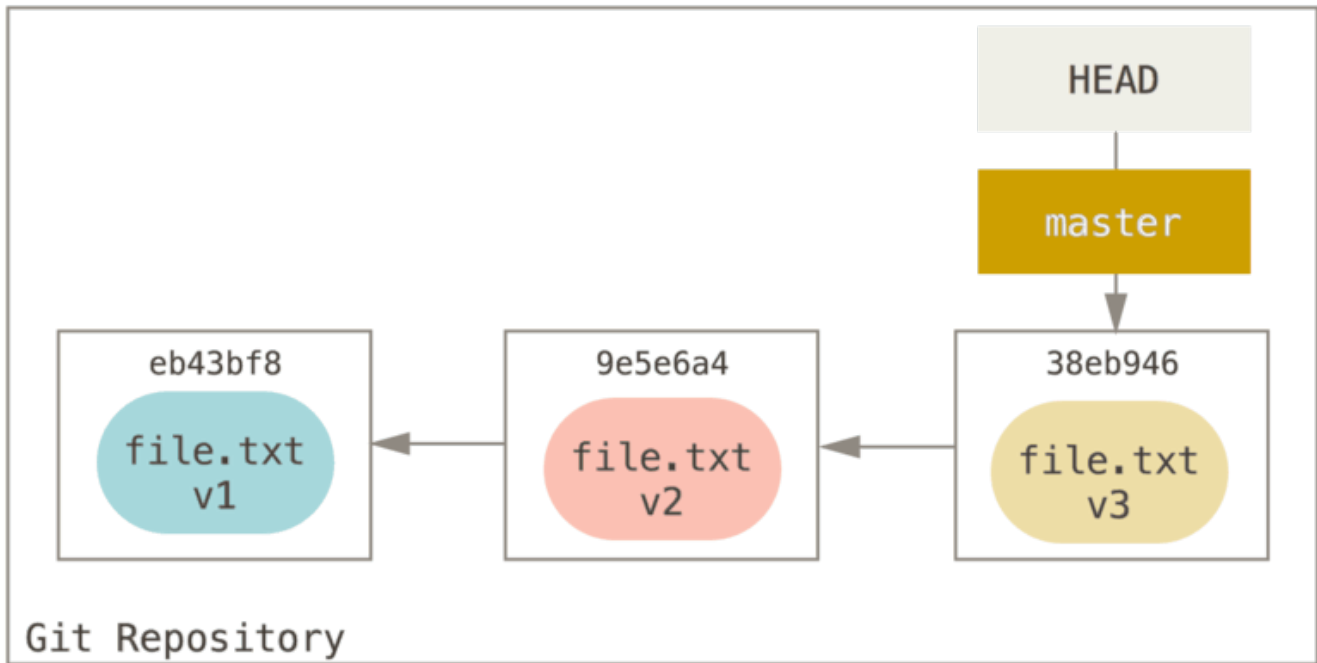 HEAD
master
eb43bf8
file.txt
v1
9e5e6a4
file.txt
v2
38eb946
file.txt
v3
Git Repository